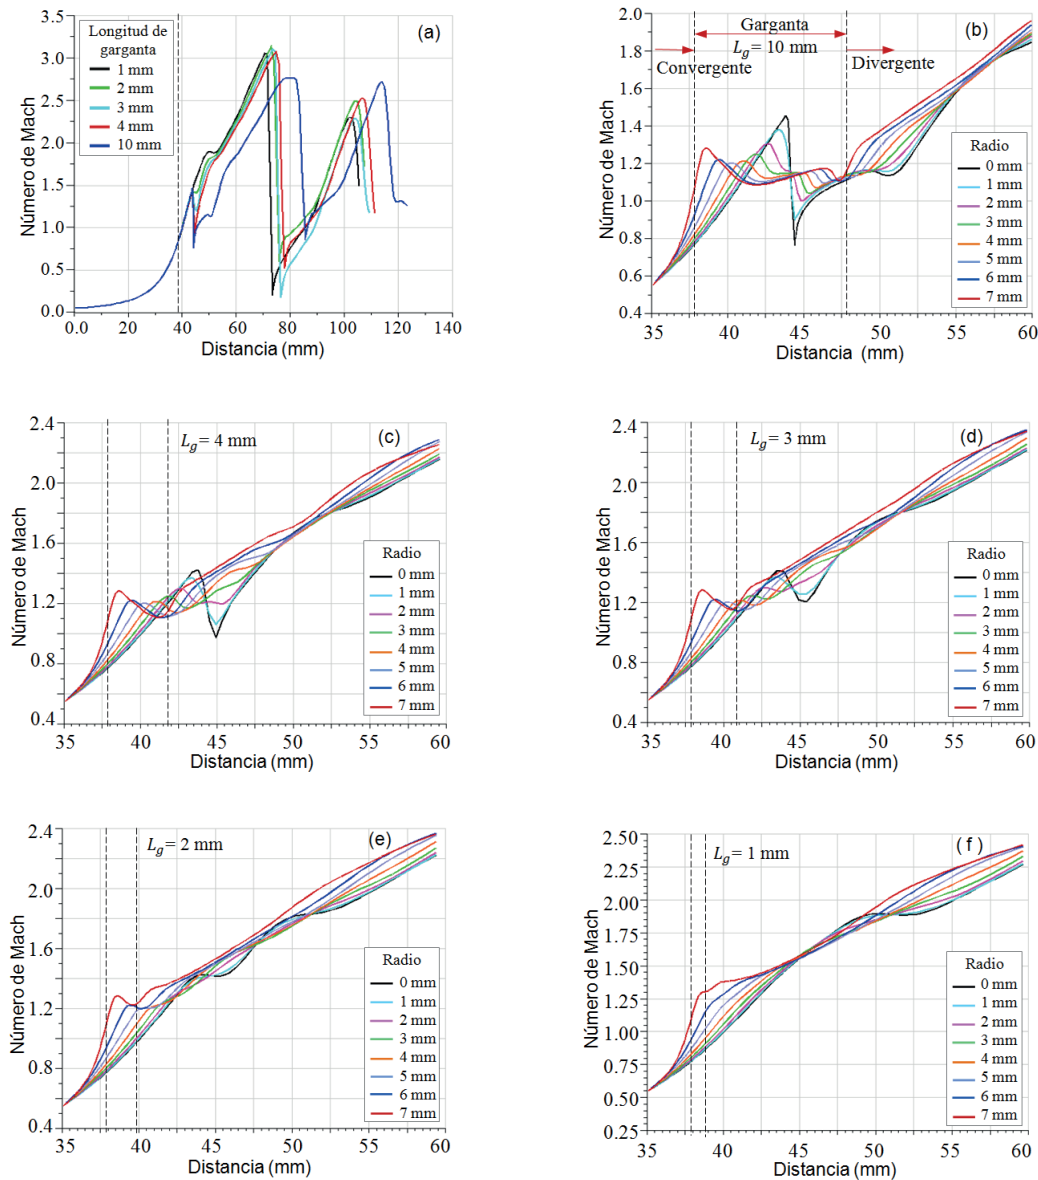 (a)
Longitud de
garganta
1 mm
2 mm
3 mm
4 mm
10 mm
3.5
3.0
2.5
2.0
1.5
1.0
0.5
0.0
Número de Mach
0.0 20 40 60 80 100 120 140
Distancia (mm)
(b)
Garganta
Lg = 10 mm
Convergente
Divergente
2.0
1.8
1.6
1.4
1.2
1.0
0.8
0.6
0.4
Número de Mach
Radio
0 mm
1 mm
2 mm
3 mm
4 mm
5 mm
6 mm
7 mm
35 40 45 50 55 60
Distancia (mm)
(c)
Lg = 4 mm
2.4
2.0
1.6
1.2
0.8
0.4
Número de Mach
Radio
0 mm
1 mm
2 mm
3 mm
4 mm
5 mm
6 mm
7 mm
35 40 45 50 55 60
Distancia (mm)
(d)
Lg = 3 mm
2.4
2.0
1.6
1.2
0.8
0.4
Número de Mach
Radio
0 mm
1 mm
2 mm
3 mm
4 mm
5 mm
6 mm
7 mm
35 40 45 50 55 60
Distancia (mm)
(e)
Lg = 2 mm
2.4
2.0
1.6
1.2
0.8
0.4
Número de Mach
Radio
0 mm
1 mm
2 mm
3 mm
4 mm
5 mm
6 mm
7 mm
35 40 45 50 55 60
Distancia (mm)
( f )
Lg = 1 mm
2.50
2.25
2.00
1.75
1.50
1.25
1.00
0.75
0.50
0.25
Número de Mach
Radio
0 mm
1 mm
2 mm
3 mm
4 mm
5 mm
6 mm
7 mm
35 40 45 50 55 60
Distancia (mm)